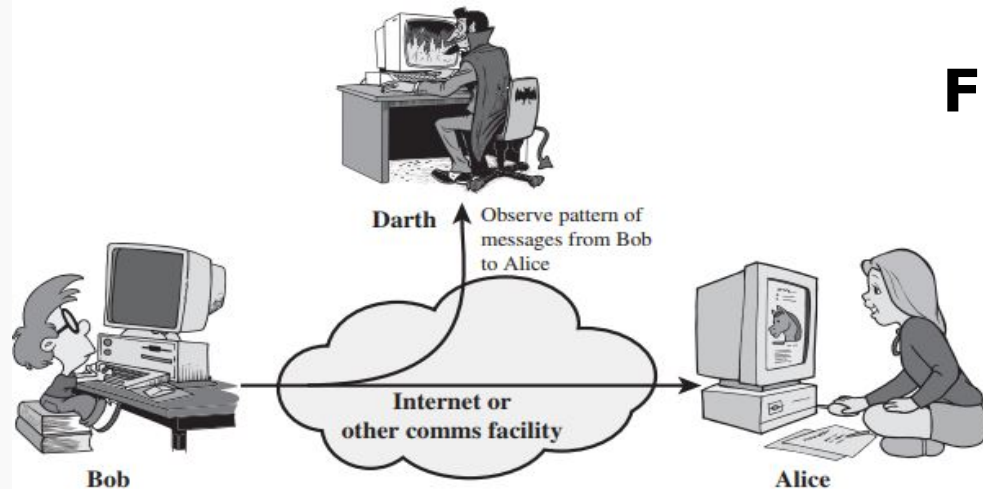 F
Darth
Observe pattern of
messages from Bob
to Alice
Internet or
other comms facility
Bob
Alice